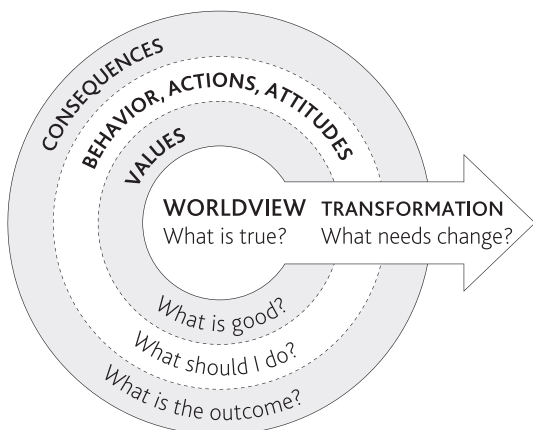 CONSEQUENCES
BEHAVIOR, ACTIONS, ATTITUDES
VALUES
WORLDVIEW
What is true?
TRANSFORMATION
What needs change?
What is good?
What should I do?
What is the outcome?